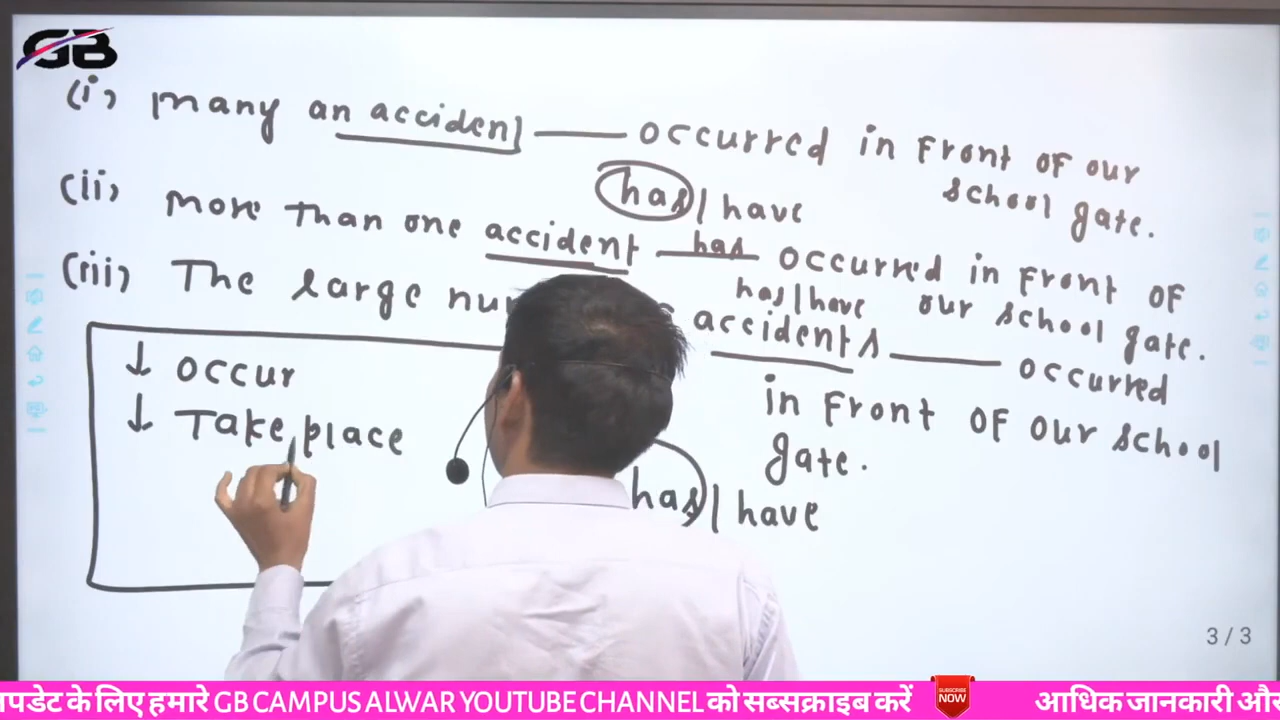 GB
(i) many an accident —— occurred in front of our
school gate.
has / have
(ii) more than one accident has occurred in front of
has / have our school gate.
(iii) The large accidents —— occurred
in front of our school
gate.
has / have
↓ occur
↓ Take place
3 / 3
के लिए हमारे GB CAMPUS ALWAR YOUTUBE CHANNEL को सब्सक्राइब करें SUBSCRIBE NOW आधिक जानकारी